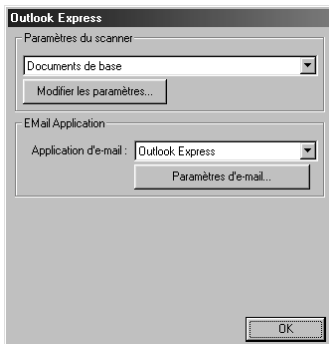 Outlook Express
Paramètres du scanner
Documents de base
Modifier les paramètres...
EMail Application
Application d'e-mail : Outlook Express
Paramètres d'e-mail...
OK